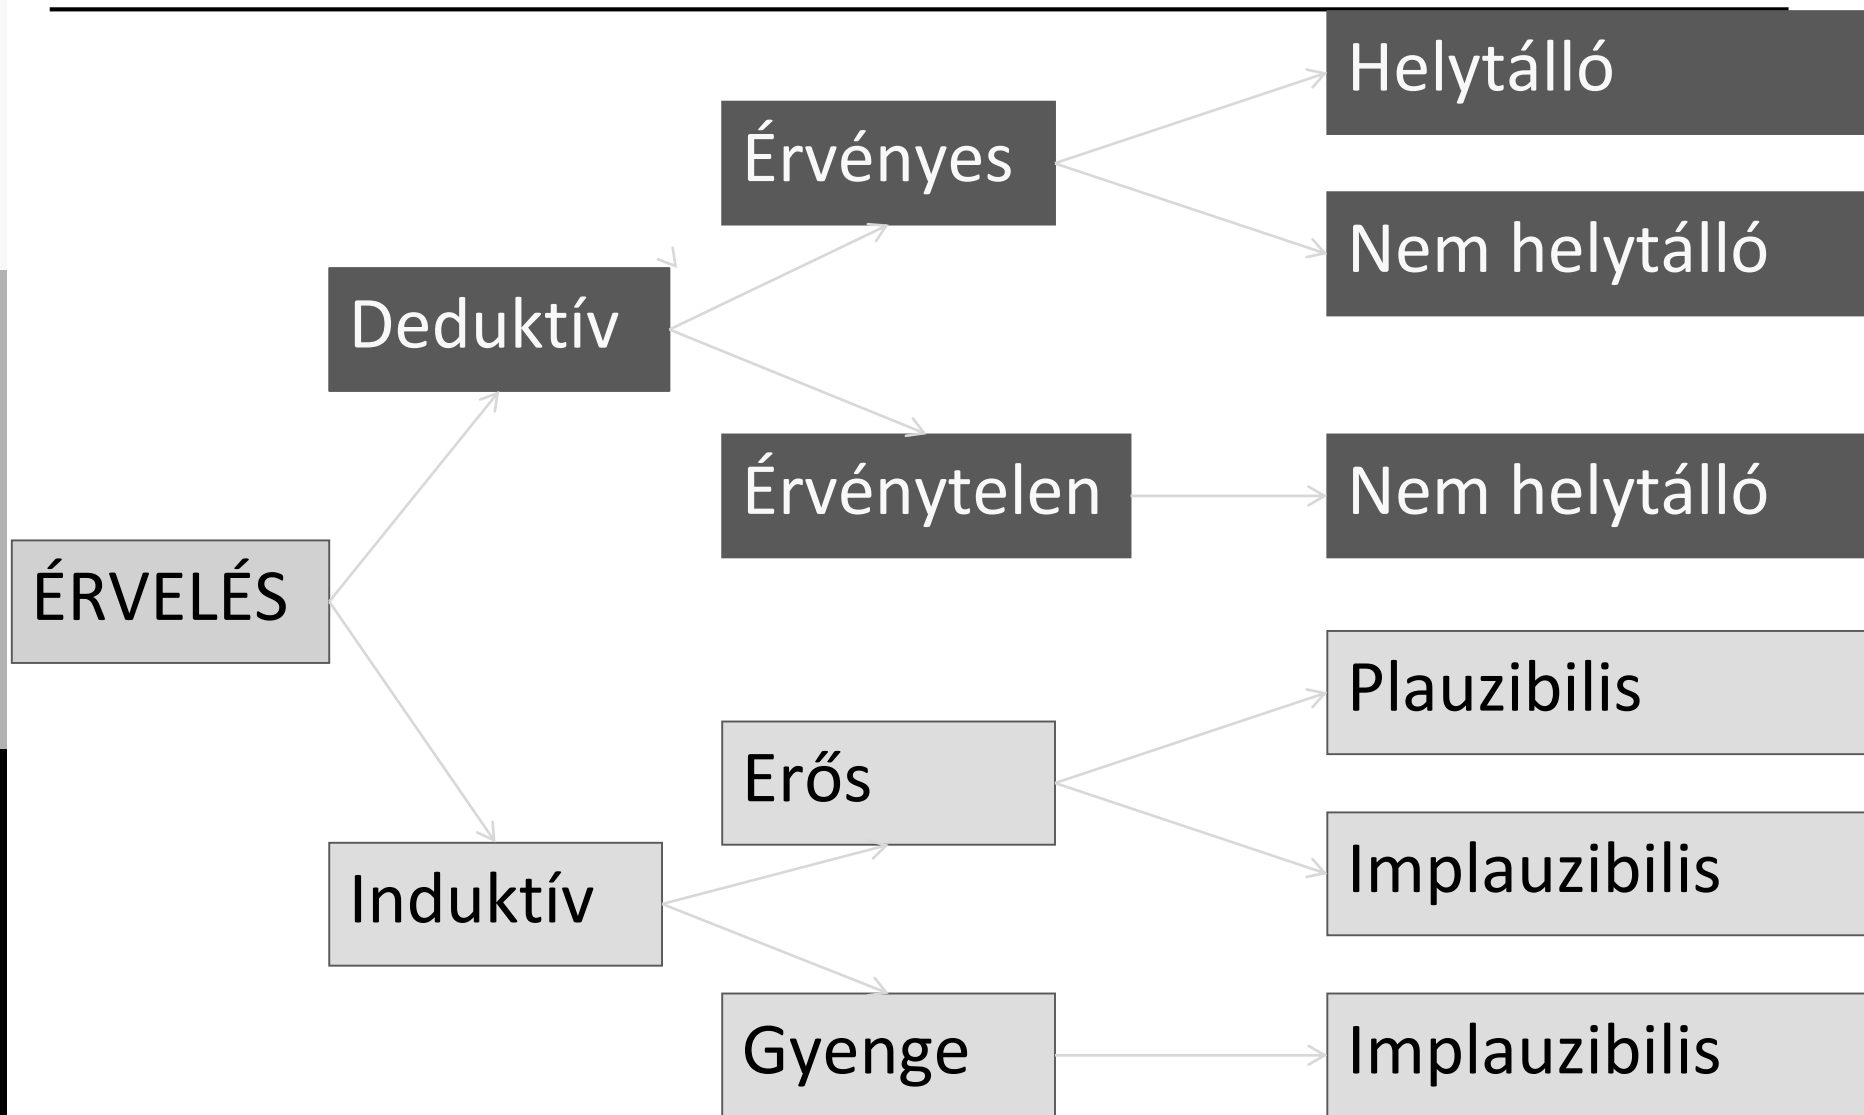 Helytálló
Érvényes
Nem helytálló
Deduktív
Érvénytelen
Nem helytálló
ÉRVELÉS
Plauzibilis
Erős
Implauzibilis
Induktív
Gyenge
Implauzibilis